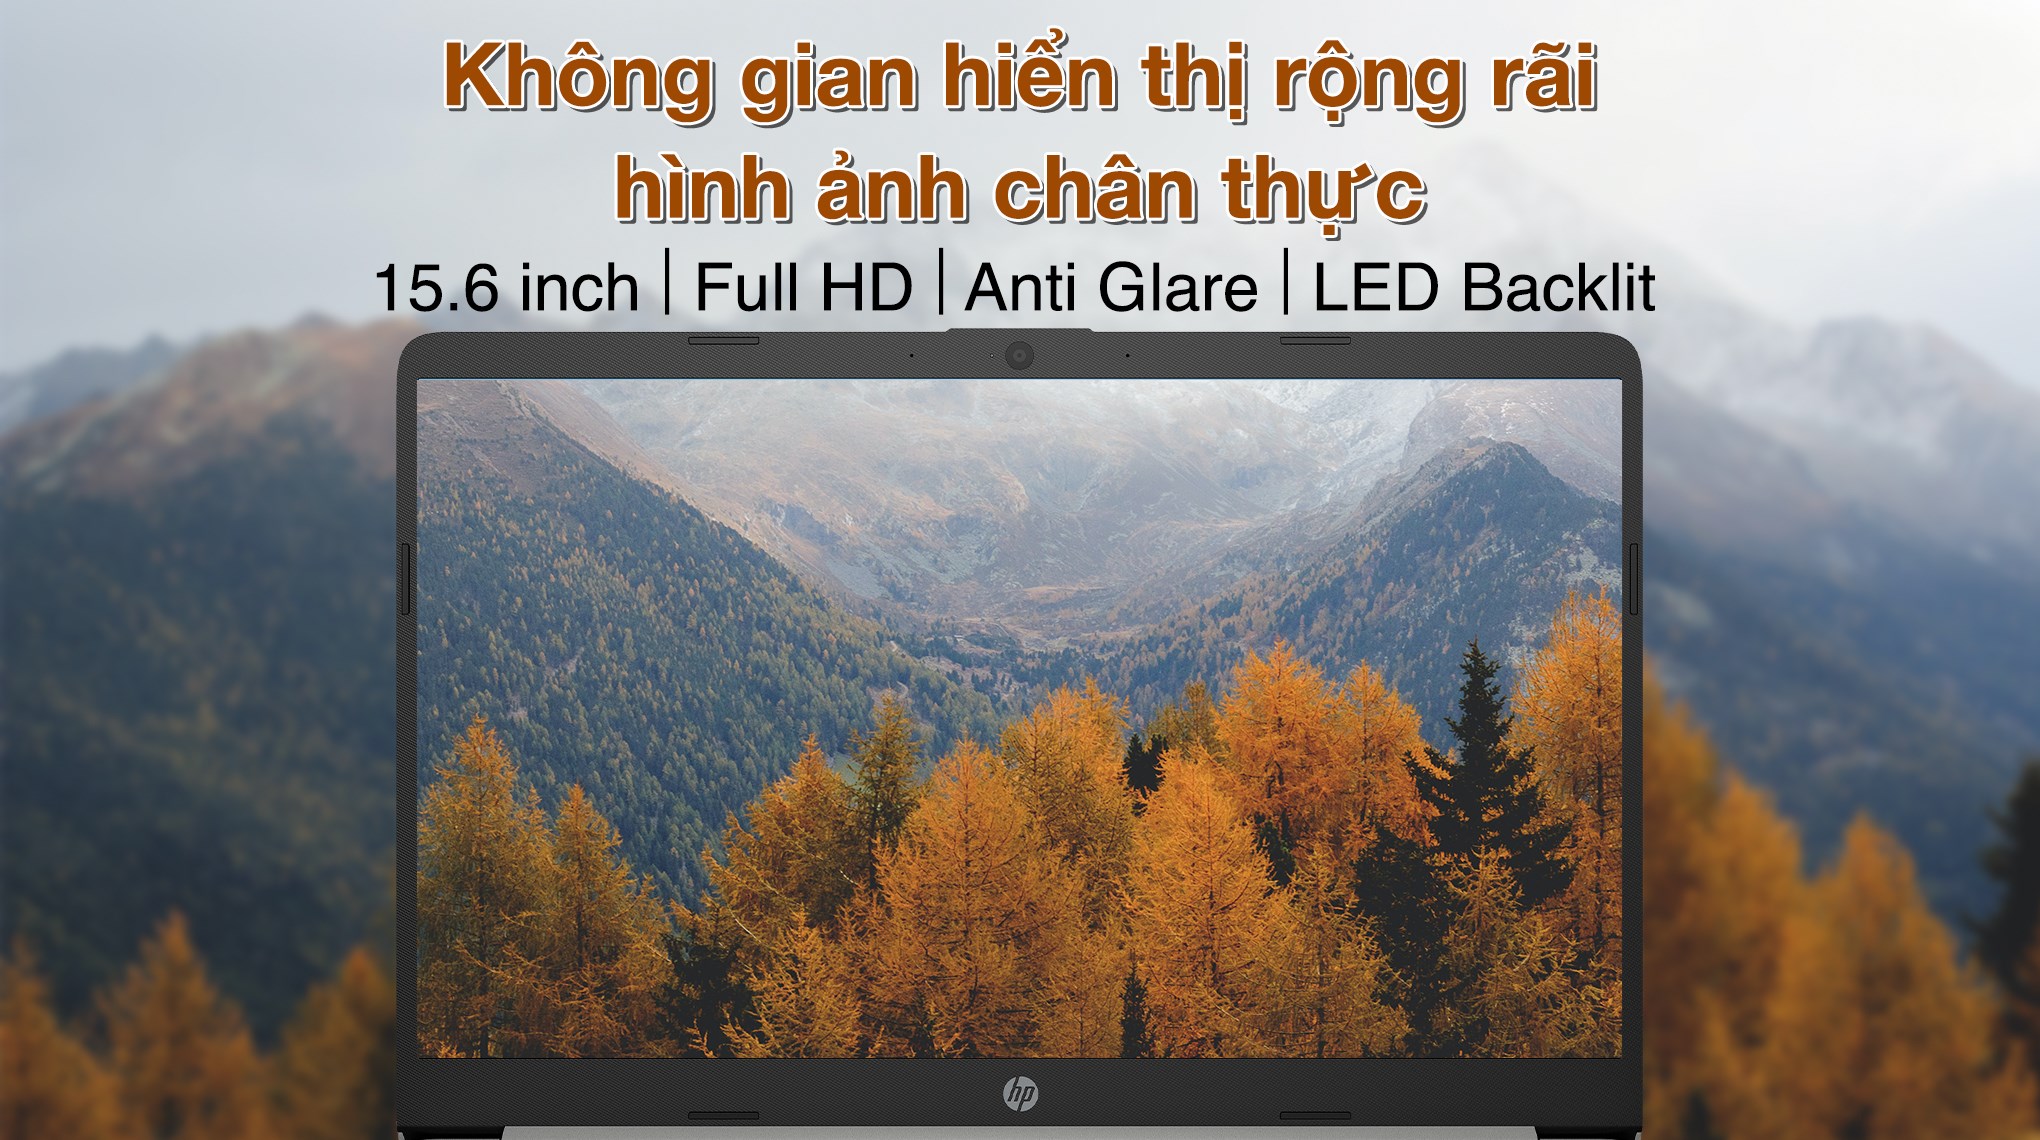 Không gian hiển thị rộng rãi
hình ảnh chân thực
15.6 inch | Full HD | Anti Glare | LED Backlit
hp